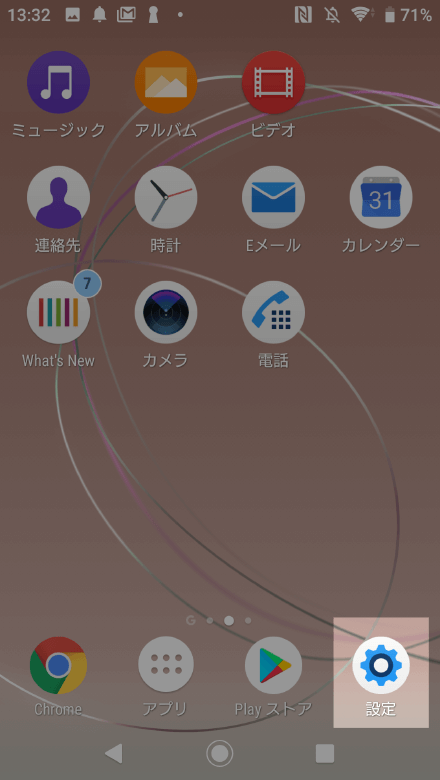 13:32 71%
ミュージック アルバム ビデオ
31
連絡先 時計 Eメール カレンダー
7
What's New カメラ 電話
G
Chrome アプリ Play ストア 設定